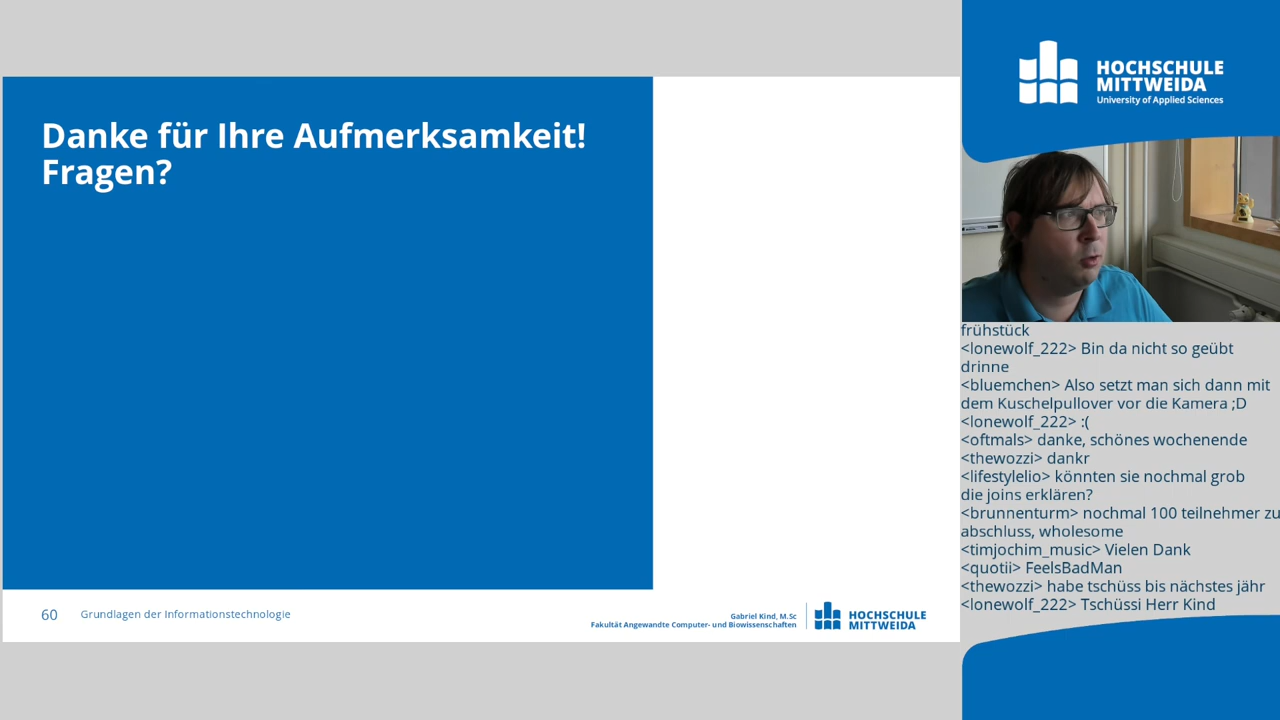 Danke für Ihre Aufmerksamkeit!
Fragen?
60
Grundlagen der Informationstechnologie
Gabriel Kind, M.Sc
Fakultät Angewandte Computer- und Biowissenschaften
HOCHSCHULE
MITTWEIDA
HOCHSCHULE
MITTWEIDA
University of Applied Sciences
frühstück
<lonewolf_222> Bin da nicht so geübt
drinne
<bluemchen> Also setzt man sich dann mit
dem Kuschelpullover vor die Kamera ;D
<lonewolf_222> :(
<oftmals> danke, schönes wochenende
<thewozzi> dankr
<lifestylelio> könnten sie nochmal grob
die joins erklären?
<brunnenturm> nochmal 100 teilnehmer zu
abschluss, wholesome
<timjochim_music> Vielen Dank
<quotii> FeelsBadMan
<thewozzi> habe tschüss bis nächstes jähr
<lonewolf_222> Tschüssi Herr Kind